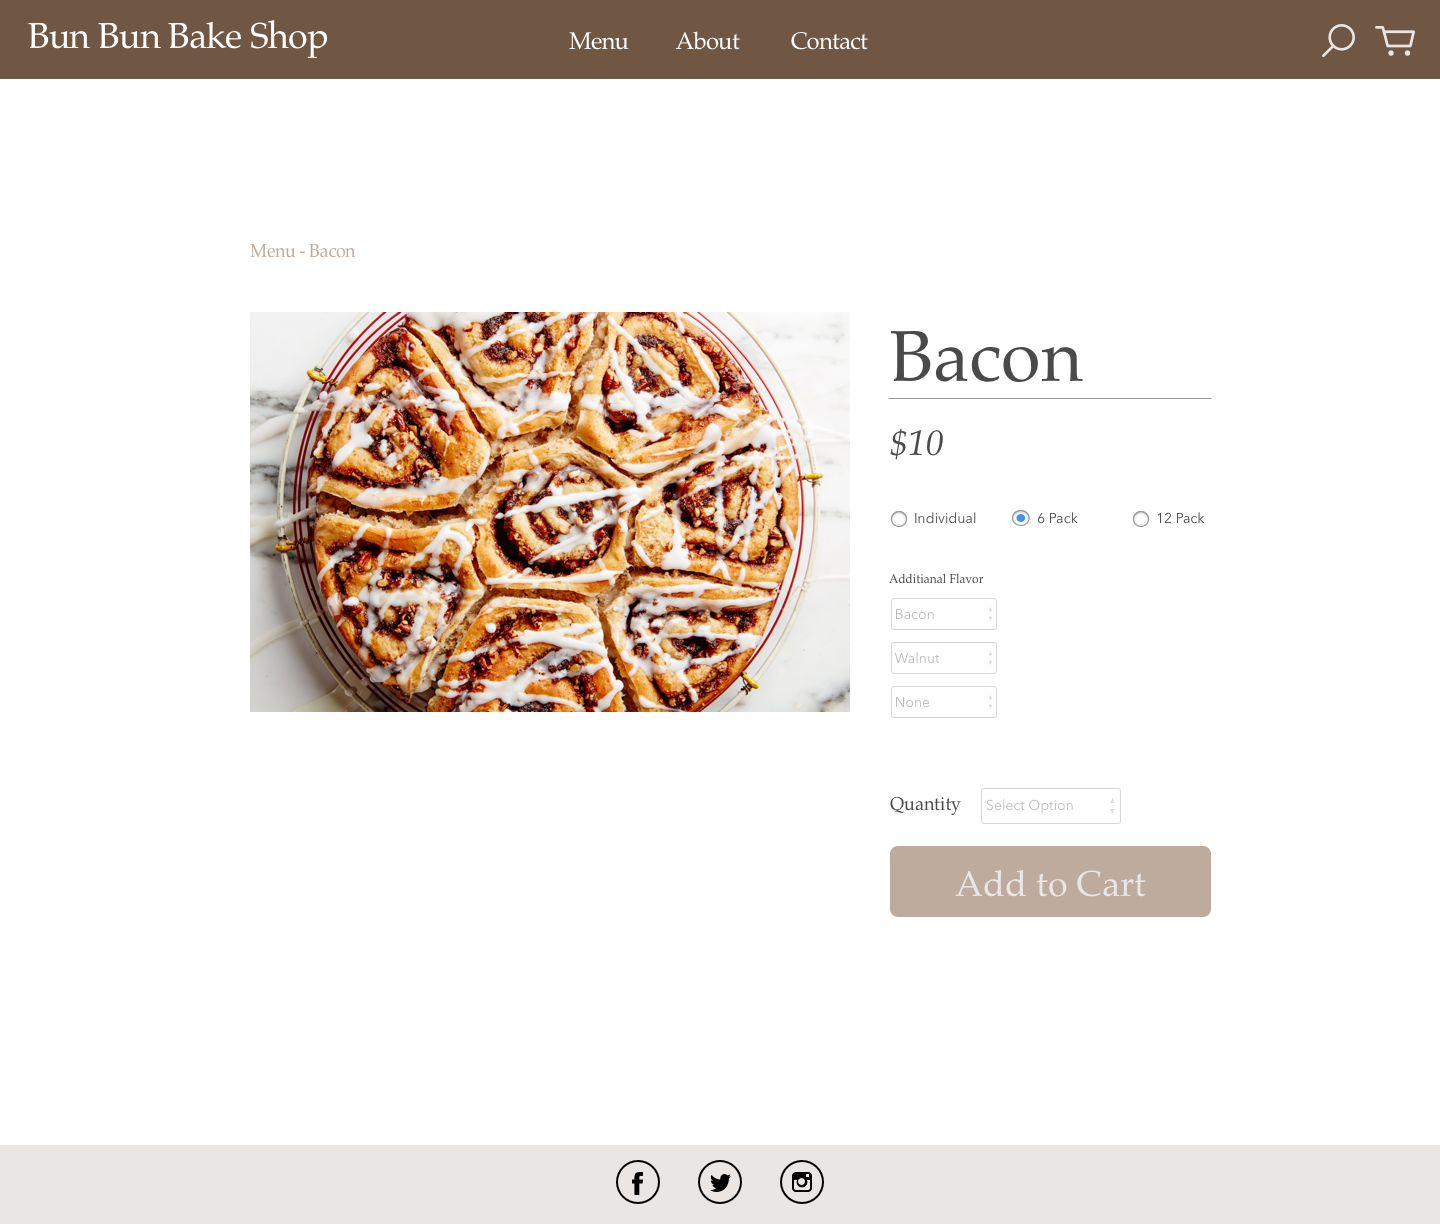 Bun Bun Bake Shop
Menu About Contact
Menu - Bacon
Bacon
$10
Individual 6 Pack 12 Pack
Additianal Flavor
Bacon
Walnut
None
Quantity Select Option
Add to Cart